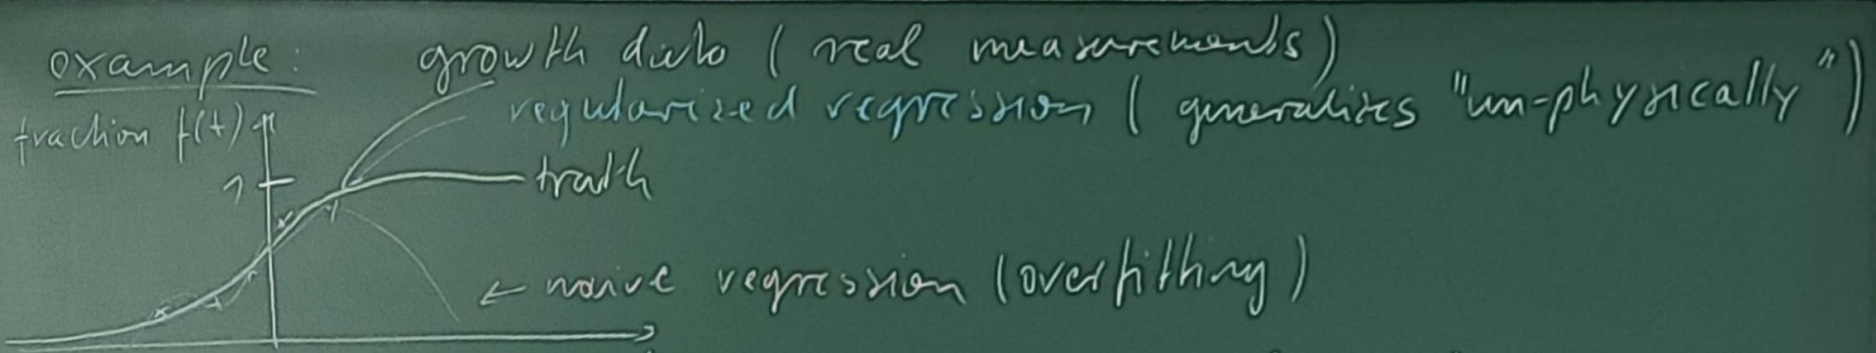 example: growth data (real measurements)
regularized regression (generalizes "un-physically")
fraction f(t)
1
truth
← naive regression (overfitting)